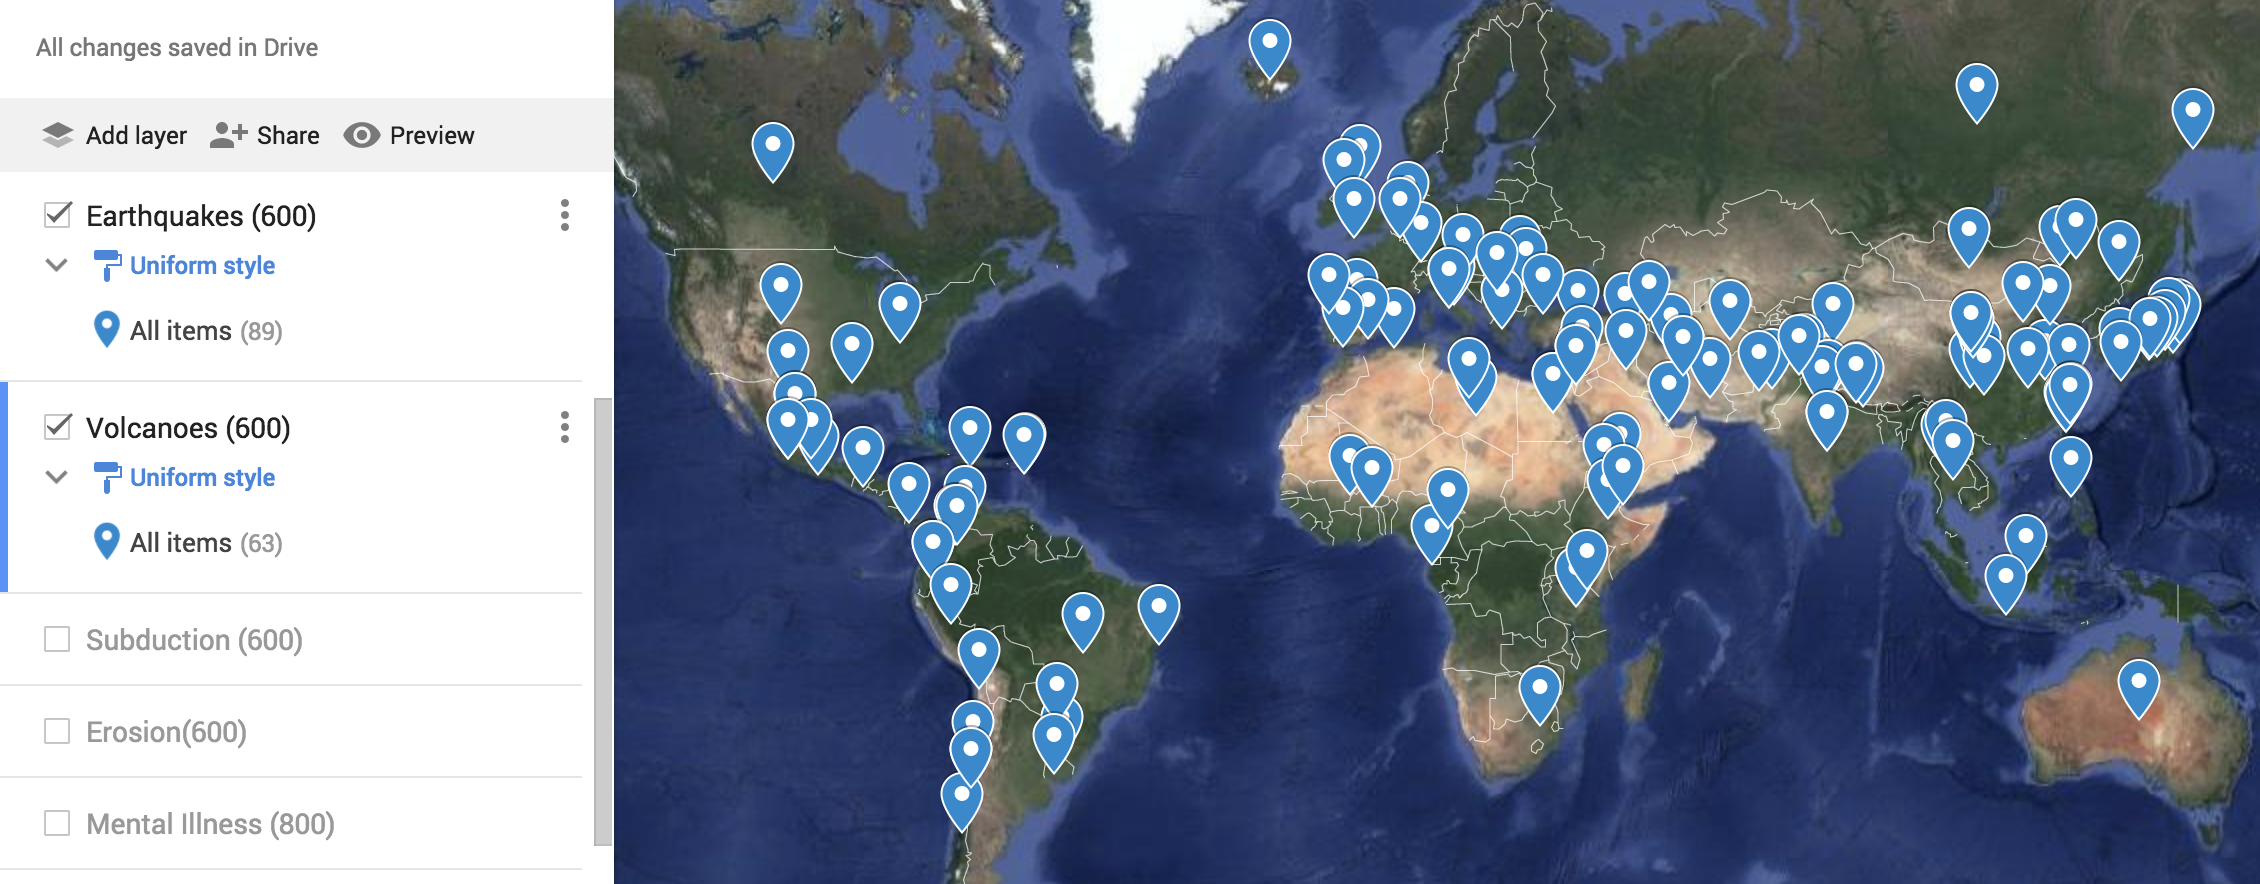 All changes saved in Drive
Add layer Share Preview
Earthquakes (600)
Uniform style
All items (89)
Volcanoes (600)
Uniform style
All items (63)
Subduction (600)
Erosion(600)
Mental Illness (800)